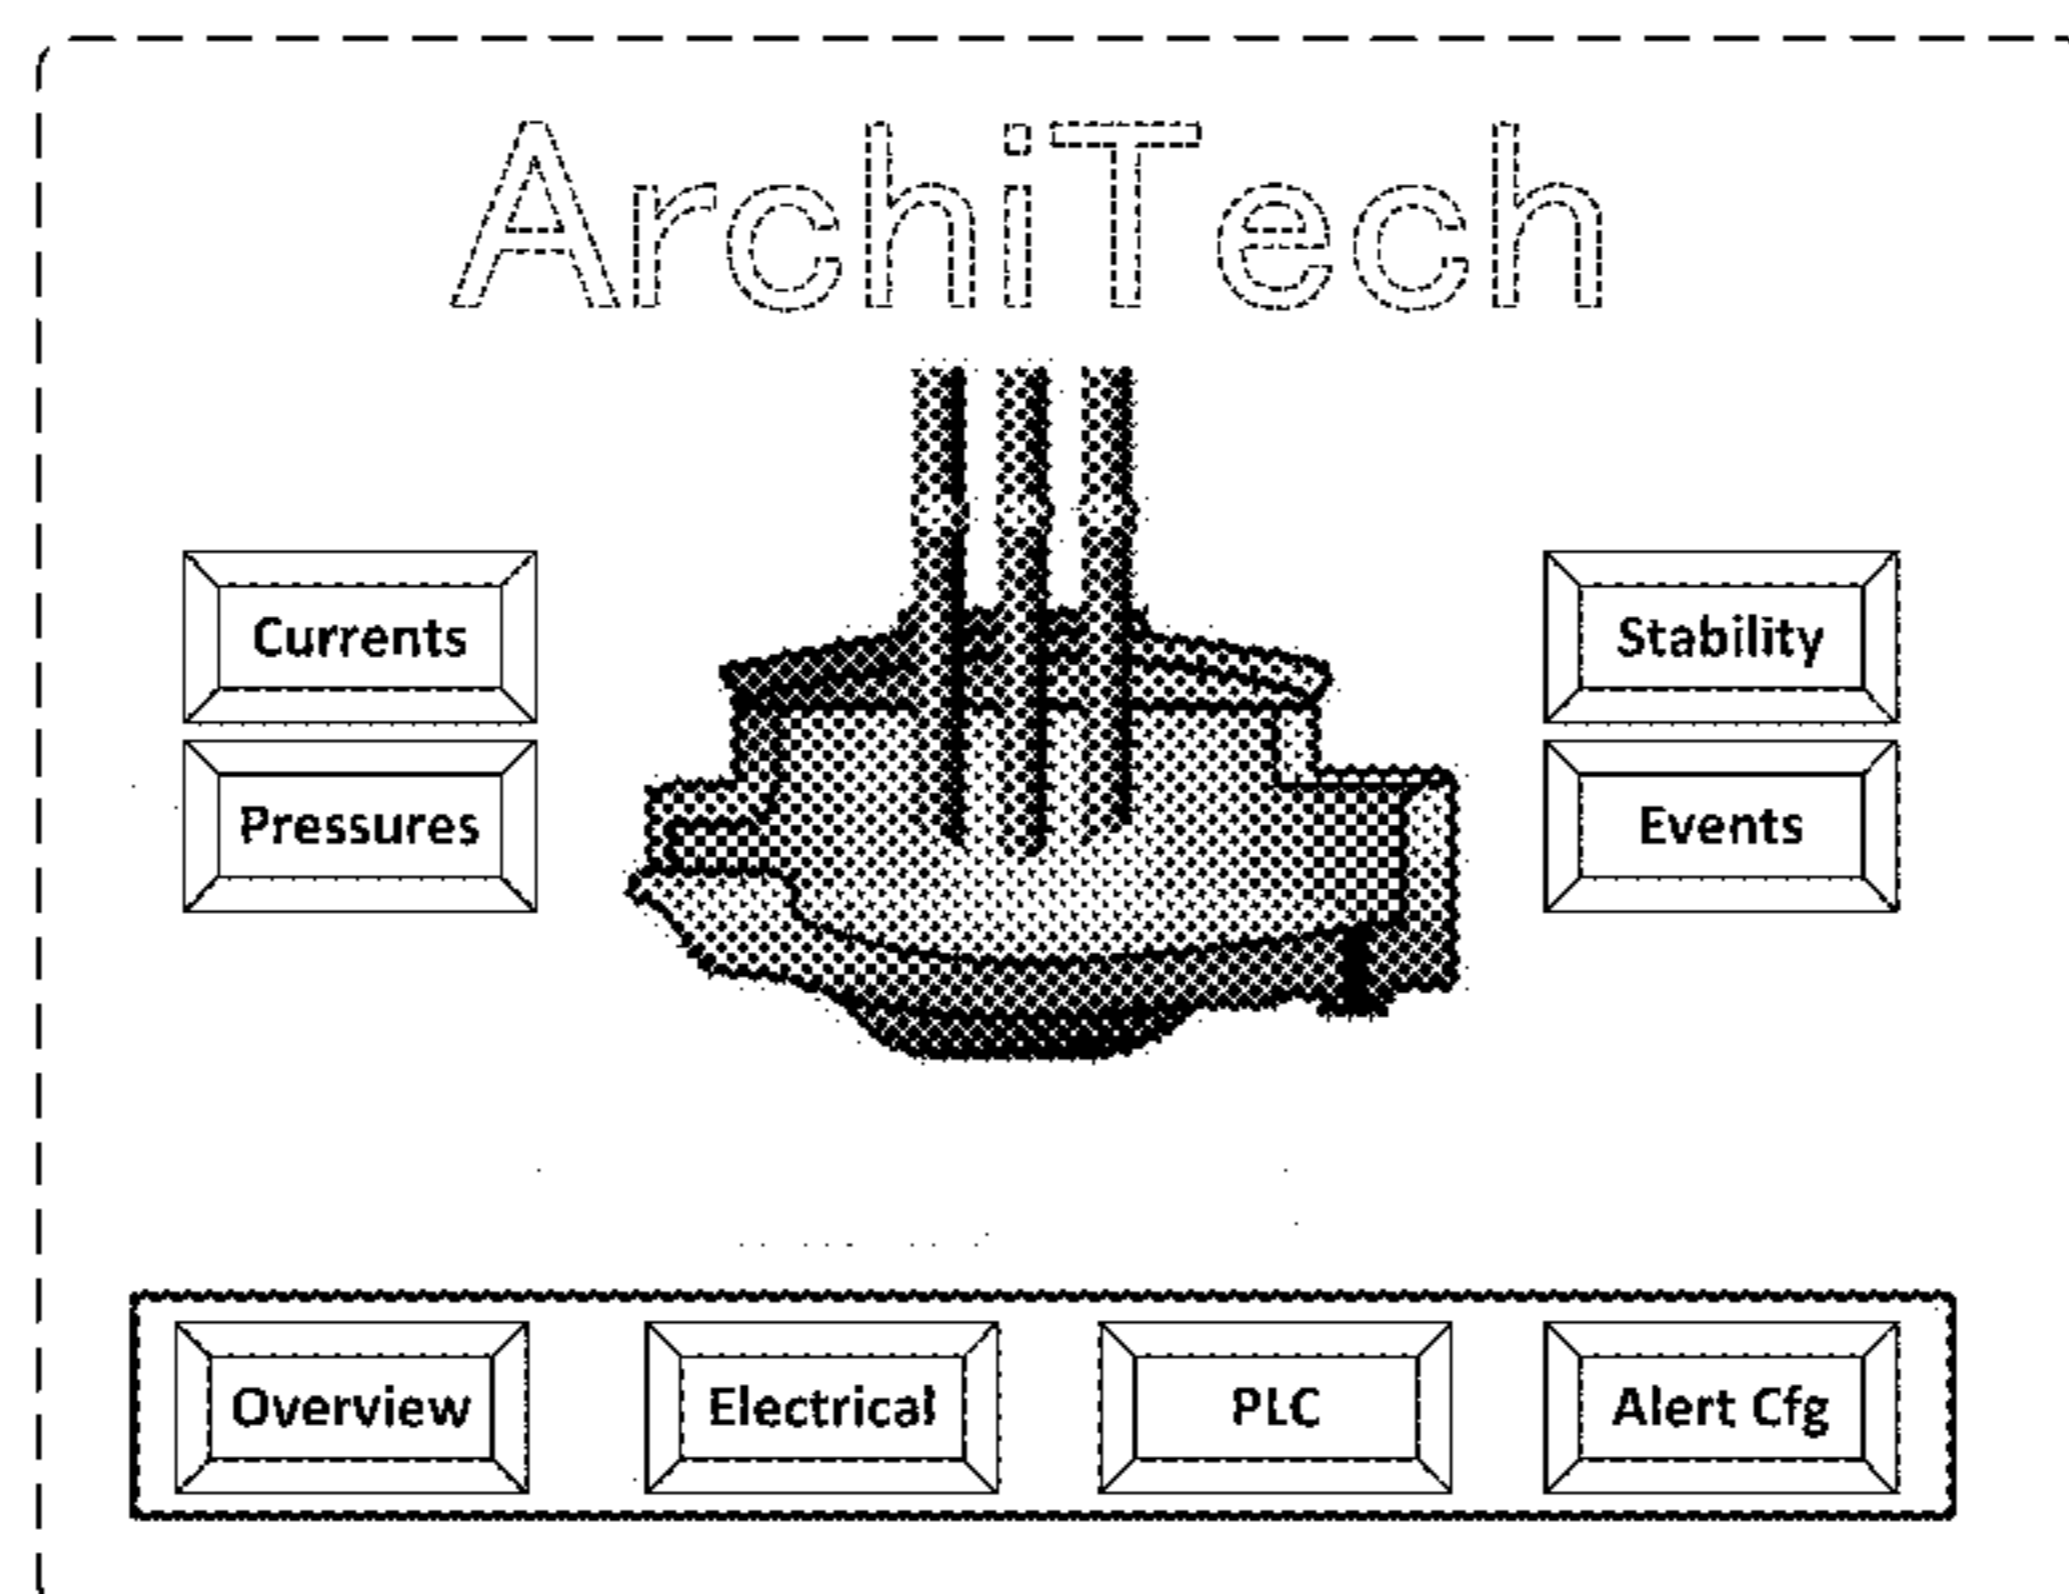 ArchiTech
Currents
Stability
Pressures
Events
Overview
Electrical
PLC
Alert Cfg